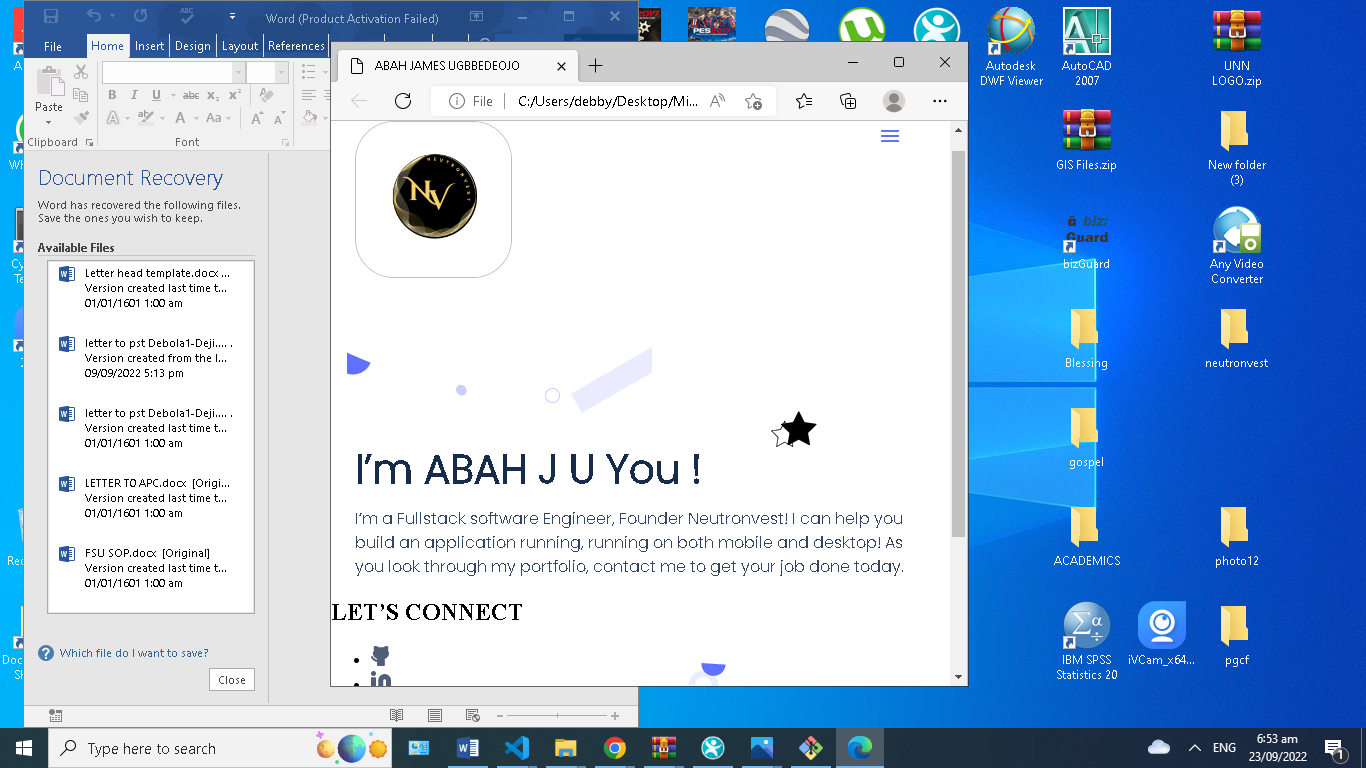 Word (Product Activation Failed)
File
Home
Insert
Design
Layout
References
Paste
Clipboard
B I U abc x₂ x²
A aby A Aa A A
Font
Document Recovery
Word has recovered the following files.
Save the ones you wish to keep.
Available Files
Letter head template.docx ...
Version created last time t...
01/01/1601 1:00 am
letter to pst Debola1-Deji.... .
Version created from the l...
09/09/2022 5:13 pm
letter to pst Debola1-Deji.... .
Version created last time t...
01/01/1601 1:00 am
LETTER TO APC.docx [Origi...
Version created last time t...
01/01/1601 1:00 am
FSU SOP.docx [Original]
Version created last time t...
01/01/1601 1:00 am
Which file do I want to save?
Close
ABAH JAMES UGBBEDEOJO
File
C:/Users/debby/Desktop/Mi...
NEUTRONVEST
NV
I’m ABAH J U You !
I’m a Fullstack software Engineer, Founder Neutronvest! I can help you
build an application running, running on both mobile and desktop! As
you look through my portfolio, contact me to get your job done today.
LET’S CONNECT
in
PES
Autodesk
DWF Viewer
AutoCAD
2007
UNN
LOGO.zip
GIS Files.zip
New folder
(3)
biz
Guard
bizGuard
Any Video
Converter
Blessing
neutronvest
gospel
ACADEMICS
photo12
IBM SPSS
Statistics 20
iVCam_x64...
pgcf
Type here to search
ENG
6:53 am
23/09/2022
1